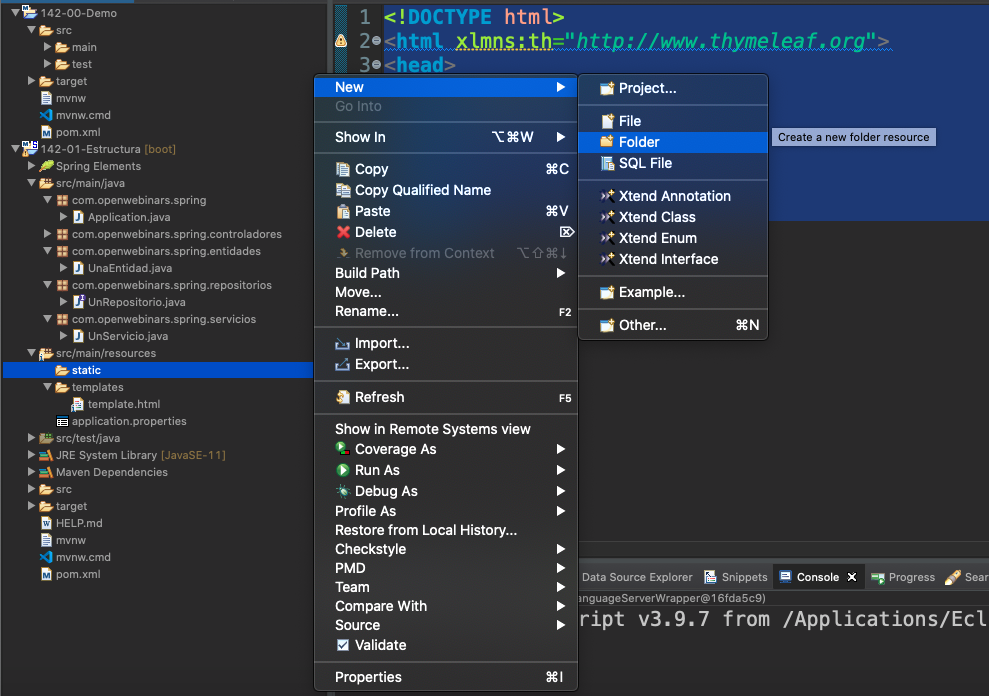 142-00-Demo
src
main
test
target
mvnw
mvnw.cmd
pom.xml
142-01-Estructura [boot]
Spring Elements
src/main/java
com.openwebinars.spring
Application.java
com.openwebinars.spring.controladores
com.openwebinars.spring.entidades
UnaEntidad.java
com.openwebinars.spring.repositorios
UnRepositorio.java
com.openwebinars.spring.servicios
UnServicio.java
src/main/resources
static
templates
template.html
application.properties
src/test/java
JRE System Library [JavaSE-11]
Maven Dependencies
src
target
HELP.md
mvnw
mvnw.cmd
pom.xml
1 <!DOCTYPE html>
2 <html xlmns:th="http://www.thymeleaf.org">
3 <head>
New
Go Into
Show In ⌥⌘W
Copy ⌘C
Copy Qualified Name
Paste ⌘V
Delete ⌦
Remove from Context ⌥⇧⌘↓
Build Path
Move...
Rename... F2
Import...
Export...
Refresh F5
Show in Remote Systems view
Coverage As
Run As
Debug As
Profile As
Restore from Local History...
Checkstyle
PMD
Team
Compare With
Source
Validate
Properties ⌘I
Project...
File
Folder
SQL File
Xtend Annotation
Xtend Class
Xtend Enum
Xtend Interface
Example...
Other... ⌘N
Create a new folder resource
Data Source Explorer Snippets Console Progress Sear
anguageServerWrapper@16fda5c9)
ript v3.9.7 from /Applications/Ecl